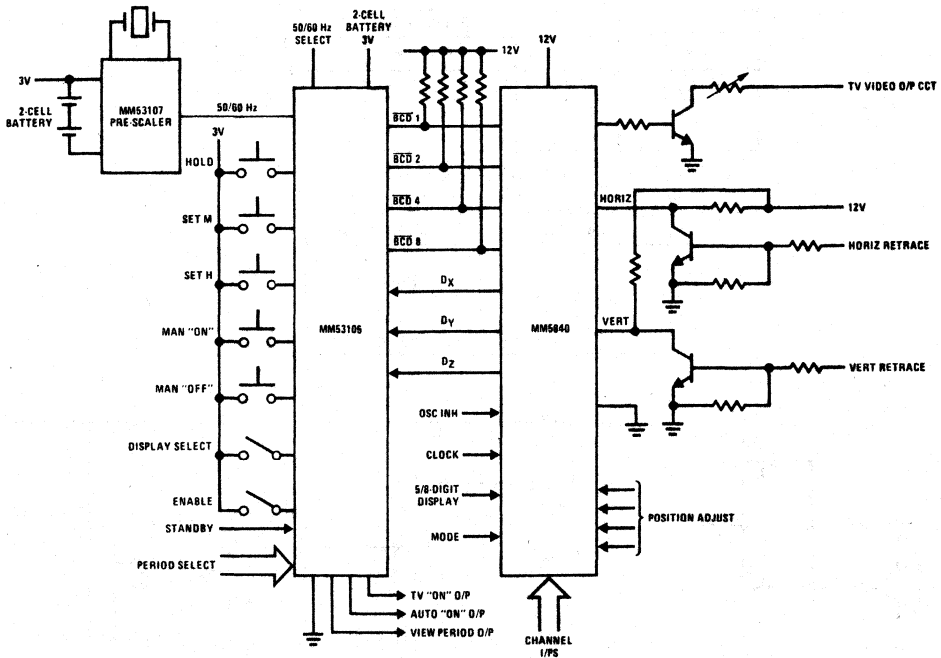 50/60 Hz
SELECT
2-CELL
BATTERY
3V
12V
12V
3V
2-CELL
BATTERY
MM53107
PRE-SCALER
50/60 Hz
3V
HOLD
SET M
SET H
MAN "ON"
MAN "OFF"
DISPLAY SELECT
ENABLE
STANDBY
PERIOD SELECT
MM53105
BCD 1
BCD 2
BCD 4
BCD 8
DX
DY
DZ
OSC INH
CLOCK
5/8-DIGIT
DISPLAY
MODE
MM5840
HORIZ
VERT
TV VIDEO O/P CCT
12V
HORIZ RETRACE
VERT RETRACE
POSITION ADJUST
TV "ON" O/P
AUTO "ON" O/P
VIEW PERIOD O/P
CHANNEL
I/PS